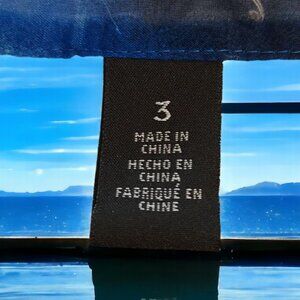 3
MADE IN
CHINA
HECHO EN
CHINA
FABRIQUÉ EN
CHINE